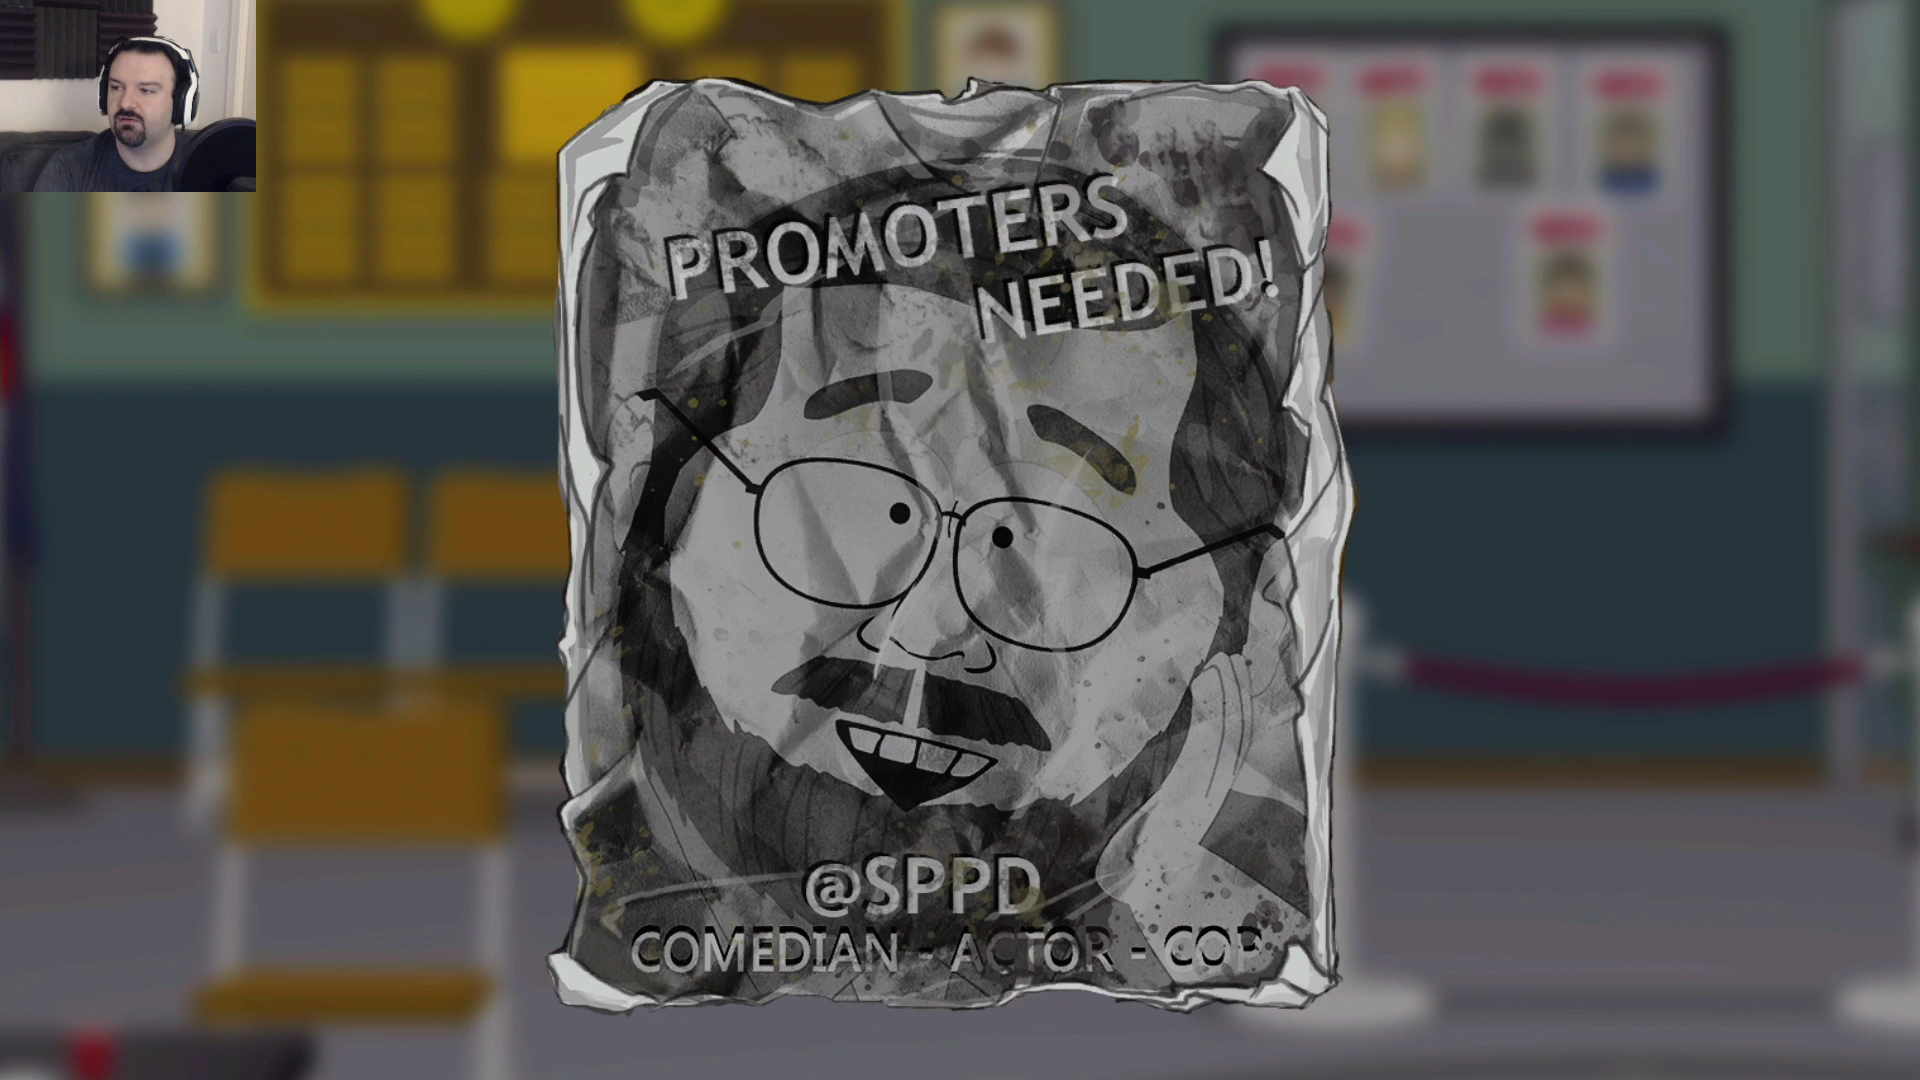 PROMOTERS
NEEDED!
@SPPD
COMEDIAN - ACTOR - COP